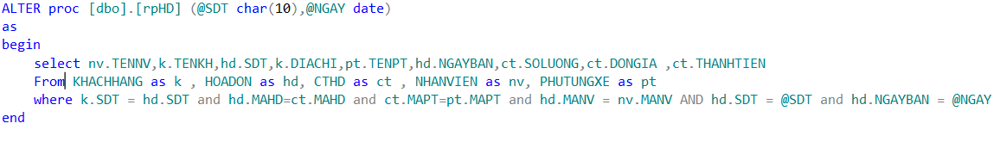 ALTER proc [dbo].[rpHD] (@SDT char(10),@NGAY date)
as
begin
select nv.TENNV,k.TENKH,hd.SDT,k.DIACHI,pt.TENPT,hd.NGAYBAN,ct.SOLUONG,ct.DONGIA ,ct.THANHTIEN
From KHACHHANG as k , HOADON as hd, CTHD as ct , NHANVIEN as nv, PHUTUNGXE as pt
where k.SDT = hd.SDT and hd.MAHD=ct.MAHD and ct.MAPT=pt.MAPT and hd.MANV = nv.MANV AND hd.SDT = @SDT and hd.NGAYBAN = @NGAY
end